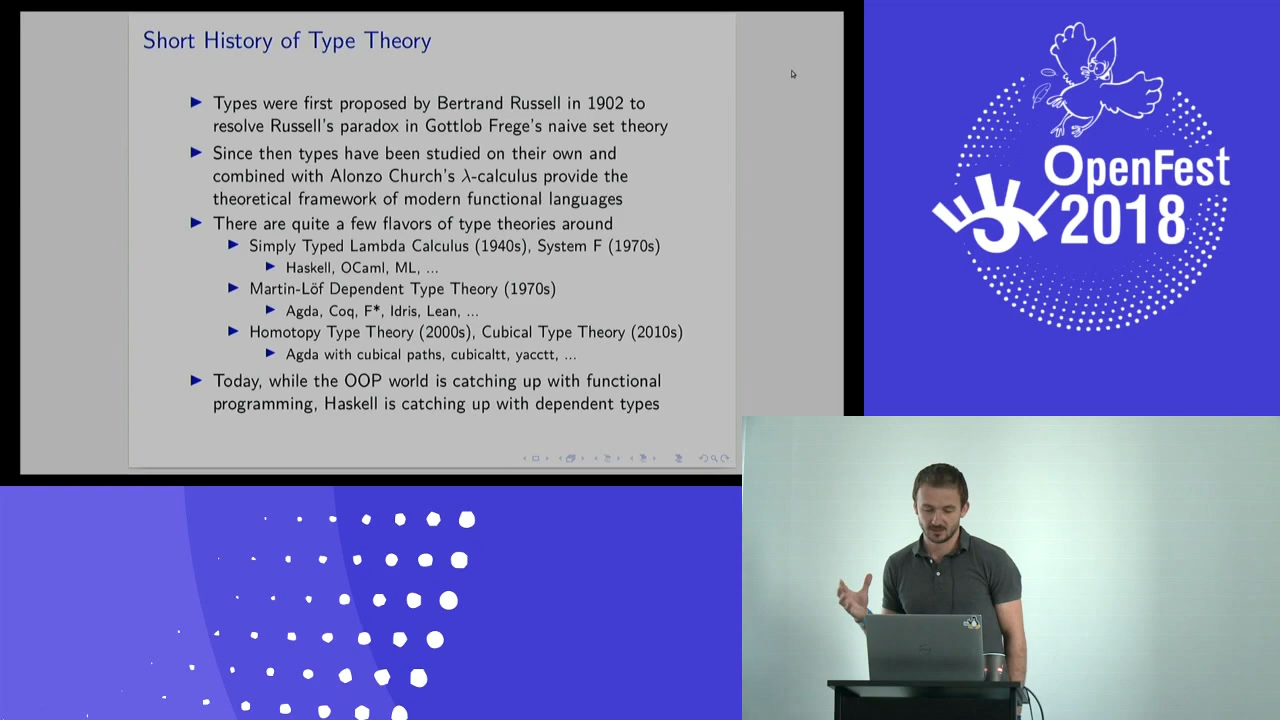 Short History of Type Theory
Types were first proposed by Bertrand Russell in 1902 to
resolve Russell's paradox in Gottlob Frege's naive set theory
Since then types have been studied on their own and
combined with Alonzo Church's λ-calculus provide the
theoretical framework of modern functional languages
There are quite a few flavors of type theories around
Simply Typed Lambda Calculus (1940s), System F (1970s)
Haskell, OCaml, ML, ...
Martin-Löf Dependent Type Theory (1970s)
Agda, Coq, F*, Idris, Lean, ...
Homotopy Type Theory (2000s), Cubical Type Theory (2010s)
Agda with cubical paths, cubicaltt, yacctt, ...
Today, while the OOP world is catching up with functional
programming, Haskell is catching up with dependent types
OpenFest
2018